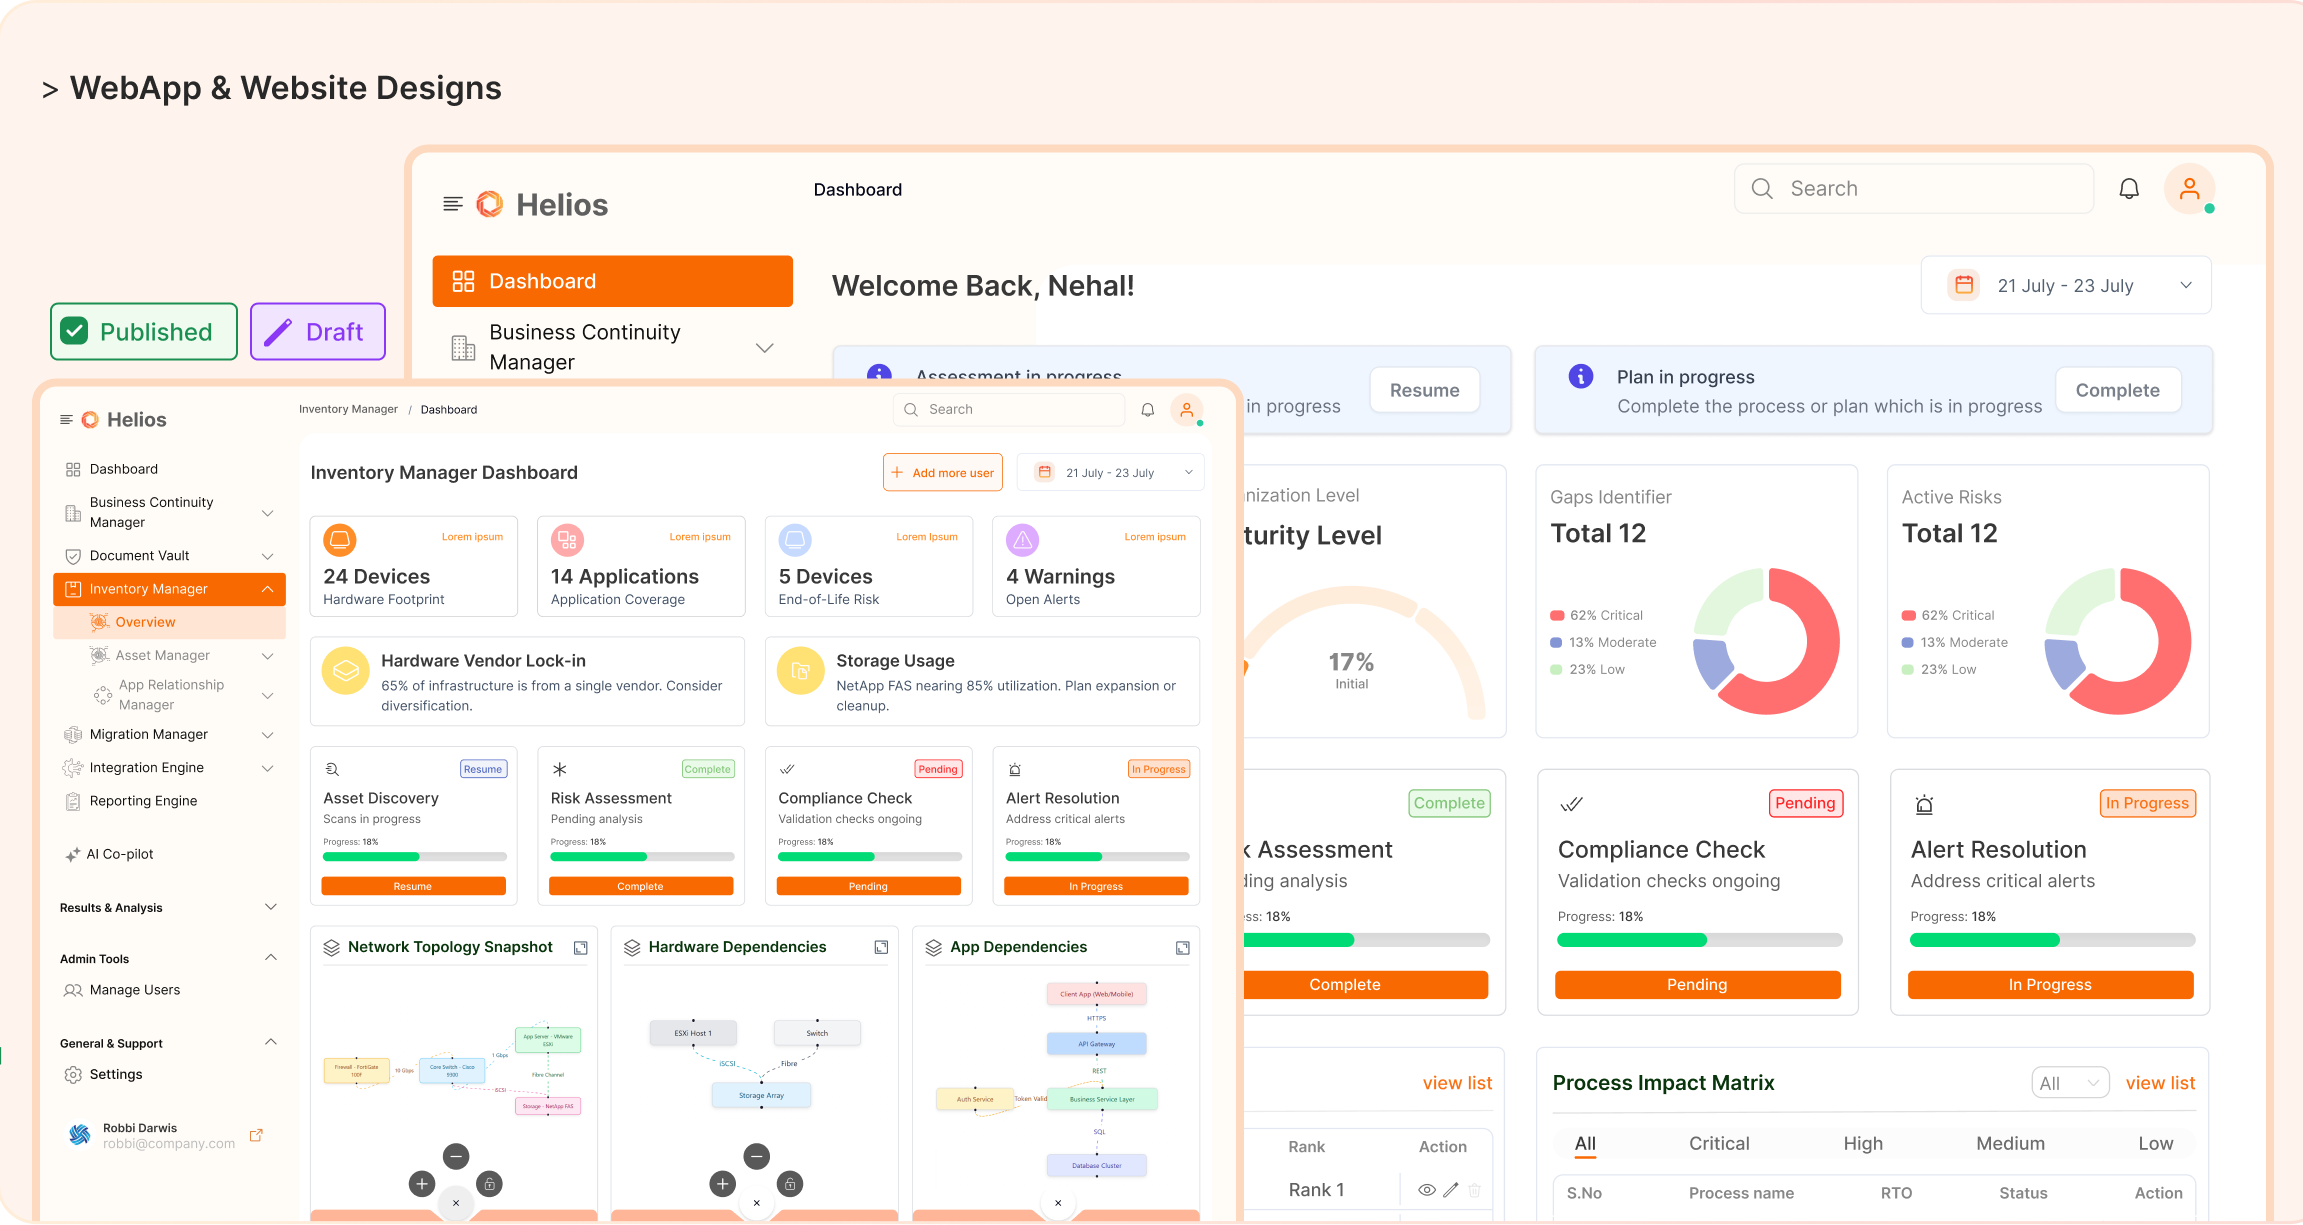 > WebApp & Website Designs
Published
Draft
Helios
Dashboard
Search
Dashboard
Business Continuity
Manager
Welcome Back, Nehal!
21 July - 23 July
Assessment in progress
in progress
Resume
Plan in progress
Complete the process or plan which is in progress
Complete
nization Level
turity Level
17%
Initial
Gaps Identifier
Total 12
62% Critical
13% Moderate
23% Low
Active Risks
Total 12
62% Critical
13% Moderate
23% Low
Complete
k Assessment
ding analysis
ss: 18%
Complete
Pending
Compliance Check
Validation checks ongoing
Progress: 18%
Pending
In Progress
Alert Resolution
Address critical alerts
Progress: 18%
In Progress
view list
Rank
Action
Rank 1
Process Impact Matrix
All
view list
All
Critical
High
Medium
Low
S.No
Process name
RTO
Status
Action
Helios
Inventory Manager / Dashboard
Search
Dashboard
Business Continuity
Manager
Document Vault
Inventory Manager
Overview
Asset Manager
App Relationship
Manager
Migration Manager
Integration Engine
Reporting Engine
AI Co-pilot
Results & Analysis
Admin Tools
Manage Users
General & Support
Settings
Robbi Darwis
robbi@company.com
Inventory Manager Dashboard
+ Add more user
21 July - 23 July
Lorem ipsum
24 Devices
Hardware Footprint
Lorem ipsum
14 Applications
Application Coverage
Lorem Ipsum
5 Devices
End-of-Life Risk
Lorem ipsum
4 Warnings
Open Alerts
Hardware Vendor Lock-in
65% of infrastructure is from a single vendor. Consider
diversification.
Storage Usage
NetApp FAS nearing 85% utilization. Plan expansion or
cleanup.
Resume
Asset Discovery
Scans in progress
Progress: 18%
Resume
Complete
Risk Assessment
Pending analysis
Progress: 18%
Complete
Pending
Compliance Check
Validation checks ongoing
Progress: 18%
Pending
In Progress
Alert Resolution
Address critical alerts
Progress: 18%
In Progress
Network Topology Snapshot
App Server - VMware
ESXi
1 Gbps
Firewall - FortiGate
100F
10 Gbps
Core Switch - Cisco
9300
Fibre Channel
iSCSI
Storage - NetApp FAS
Hardware Dependencies
ESXi Host 1
Switch
iSCSI
Fibre
Storage Array
App Dependencies
Client App (Web/Mobile)
HTTPS
API Gateway
REST
Auth Service
Token Valid
Business Service Layer
SQL
Database Cluster